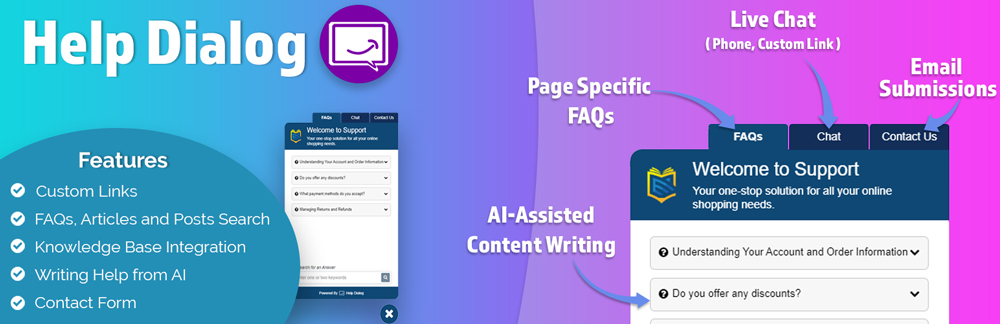 Help Dialog
Features
Custom Links
FAQs, Articles and Posts Search
Knowledge Base Integration
Writing Help from AI
Contact Form
FAQs
Chat
Contact Us
Welcome to Support
Your one-stop solution for all your online
shopping needs.
Understanding Your Account and Order Information
Do you offer any discounts?
What payment methods do you accept?
Managing Returns and Refunds
Search for an Answer
Enter one or two keywords
Powered By Help Dialog
Live Chat
( Phone, Custom Link )
Page Specific
FAQs
Email
Submissions
AI-Assisted
Content Writing
FAQs
Chat
Contact Us
Welcome to Support
Your one-stop solution for all your online
shopping needs.
Understanding Your Account and Order Information
Do you offer any discounts?